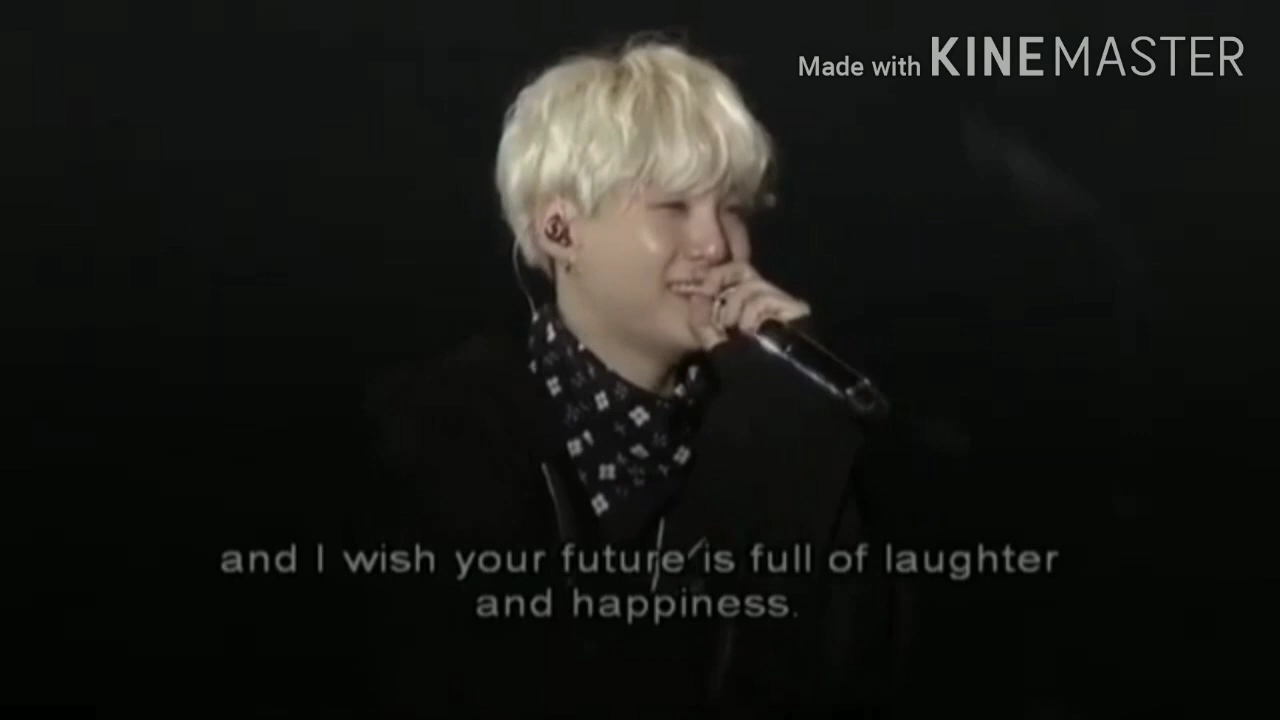 Made with KINEMASTER
and I wish your future is full of laughter
and happiness.